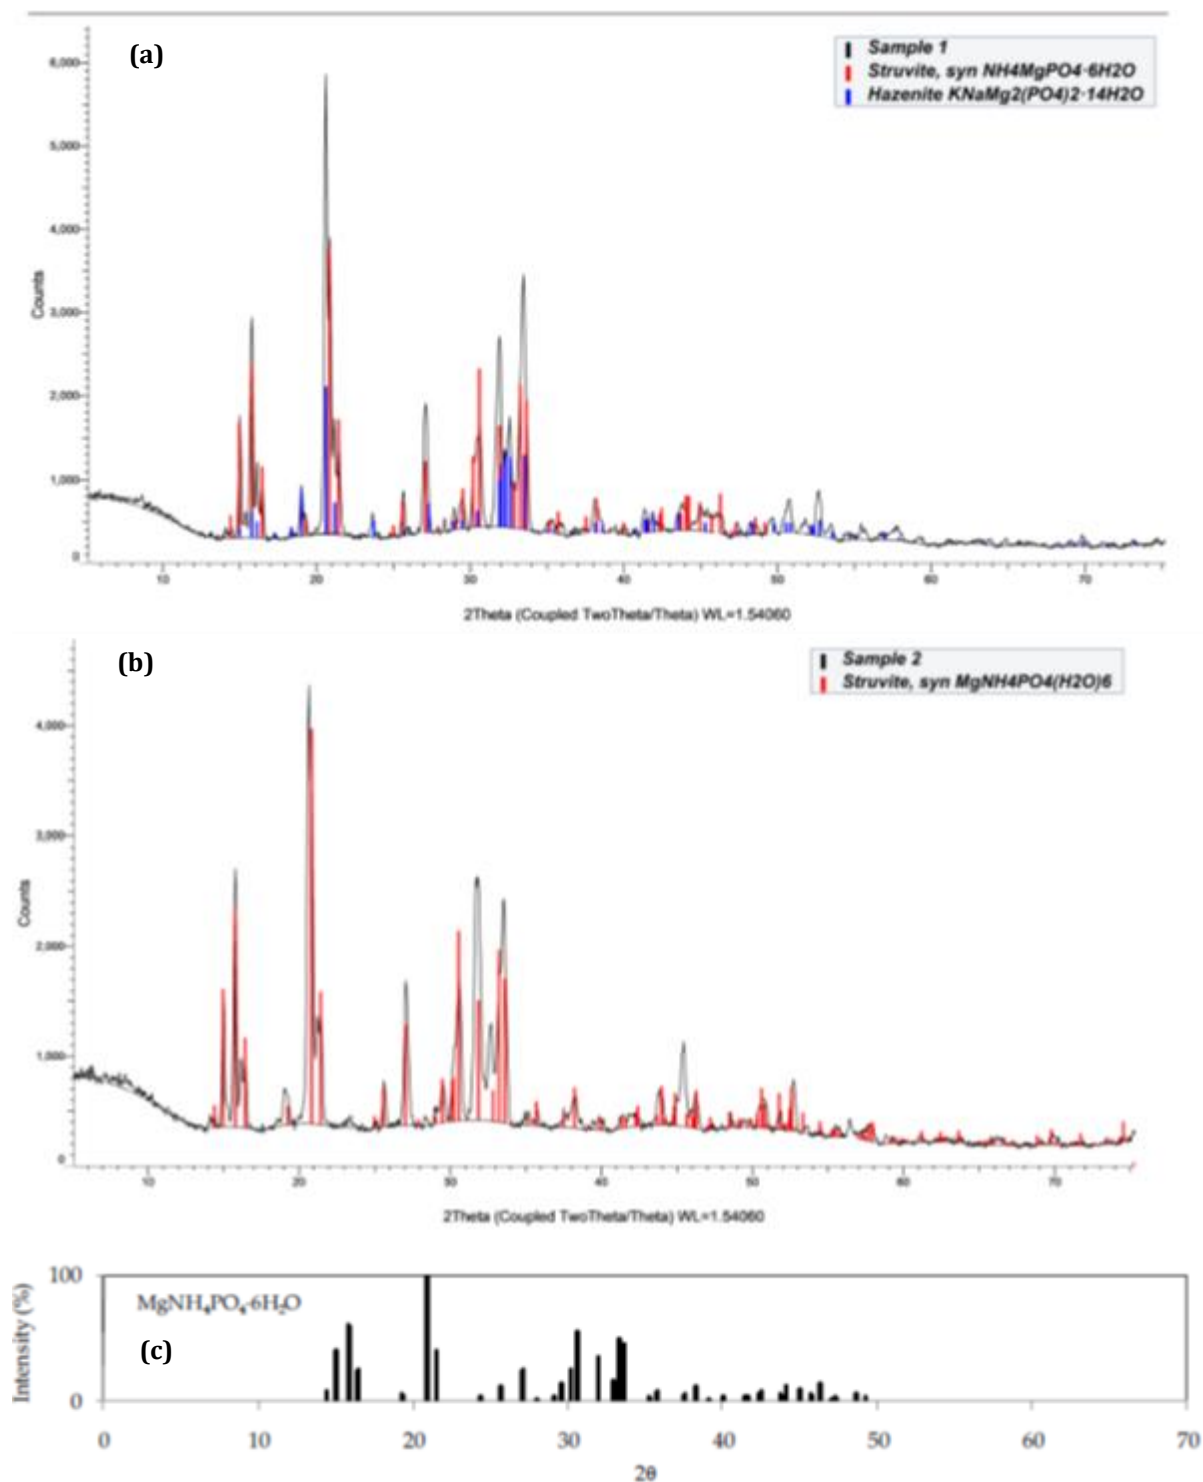 (a)
Sample 1
Struvite, syn NH4MgPO4·6H2O
Hazenite KNaMg2(PO4)2·14H2O
6,000
5,000
4,000
3,000
2,000
1,000
0
Counts
10 20 30 40 50 60 70
2Theta (Coupled TwoTheta/Theta) WL=1.54060
(b)
Sample 2
Struvite, syn MgNH4PO4(H2O)6
4,000
3,000
2,000
1,000
0
Counts
10 20 30 40 50 60 70
2Theta (Coupled TwoTheta/Theta) WL=1.54060
100
0
Intensity (%)
MgNH₄PO₄·6H₂O
(c)
0 10 20 30 40 50 60 70
2θ